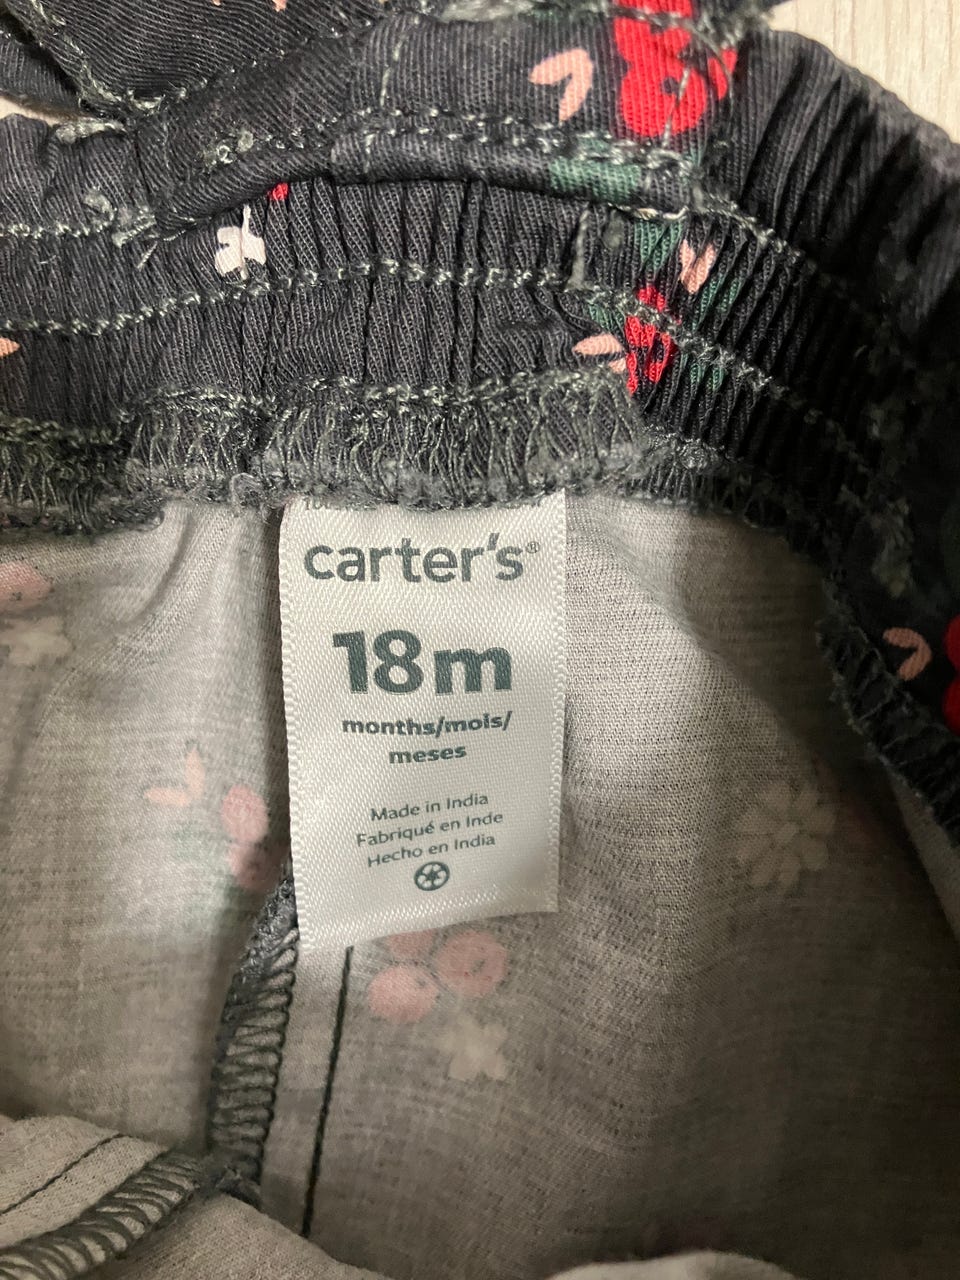 carter's®
18m
months/mois/
meses
Made in India
Fabriqué en Inde
Hecho en India